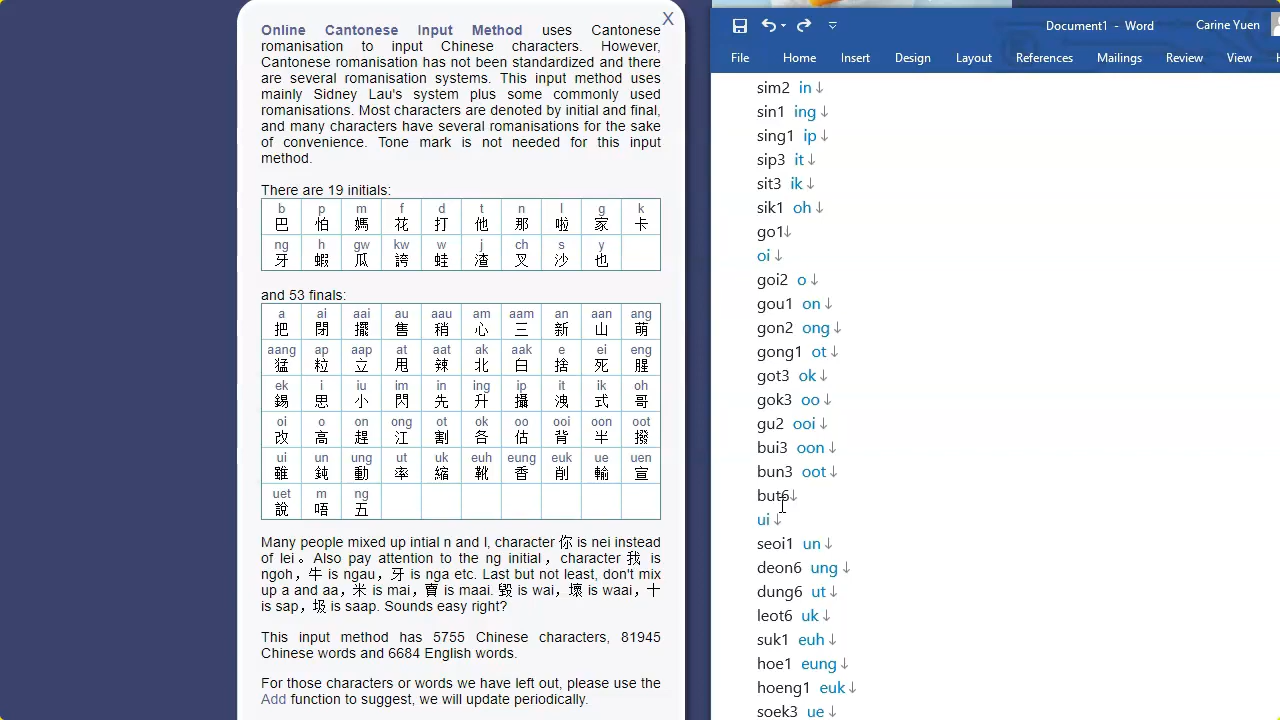 X
Online Cantonese Input Method uses Cantonese
romanisation to input Chinese characters. However,
Cantonese romanisation has not been standardized and there
are several romanisation systems. This input method uses
mainly Sidney Lau's system plus some commonly used
romanisations. Most characters are denoted by initial and final,
and many characters have several romanisations for the sake
of convenience. Tone mark is not needed for this input
method.
There are 19 initials:
b p m f d t n l g k
巴 怕 媽 花 打 他 那 啦 家 卡
ng h gw kw w j ch s y
牙 蝦 瓜 誇 蛙 渣 叉 沙 也
and 53 finals:
a ai aai au aau am aam an aan ang
把 閉 擺 售 稍 心 三 新 山 萌
aang ap aap at aat ak aak e ei eng
猛 粒 立 甩 辣 北 白 捨 死 腥
ek i iu im in ing ip it ik oh
錫 思 小 閃 先 升 攝 洩 式 哥
oi o on ong ot ok oo ooi oon oot
改 高 趕 江 割 各 估 背 半 撥
ui un ung ut uk euh eung euk ue uen
雖 鈍 動 率 縮 靴 香 削 輸 宣
uet m ng
說 唔 五
Many people mixed up intial n and l, character 你 is nei instead
of lei 。Also pay attention to the ng initial，character 我 is
ngoh，牛 is ngau，牙 is nga etc. Last but not least, don't mix
up a and aa，米 is mai，賣 is maai. 毀 is wai，壞 is waai，十
is sap，圾 is saap. Sounds easy right?
This input method has 5755 Chinese characters, 81945
Chinese words and 6684 English words.
For those characters or words we have left out, please use the
Add function to suggest, we will update periodically.
Document1 - Word Carine Yuen
File Home Insert Design Layout References Mailings Review View
sim2 in↓
sin1 ing↓
sing1 ip↓
sip3 it↓
sit3 ik↓
sik1 oh↓
go1↓
oi↓
goi2 o↓
gou1 on↓
gon2 ong↓
gong1 ot↓
got3 ok↓
gok3 oo↓
gu2 ooi↓
bui3 oon↓
bun3 oot↓
but6↓
ui↓
seoi1 un↓
deon6 ung↓
dung6 ut↓
leot6 uk↓
suk1 euh↓
hoe1 eung↓
hoeng1 euk↓
soek3 ue↓